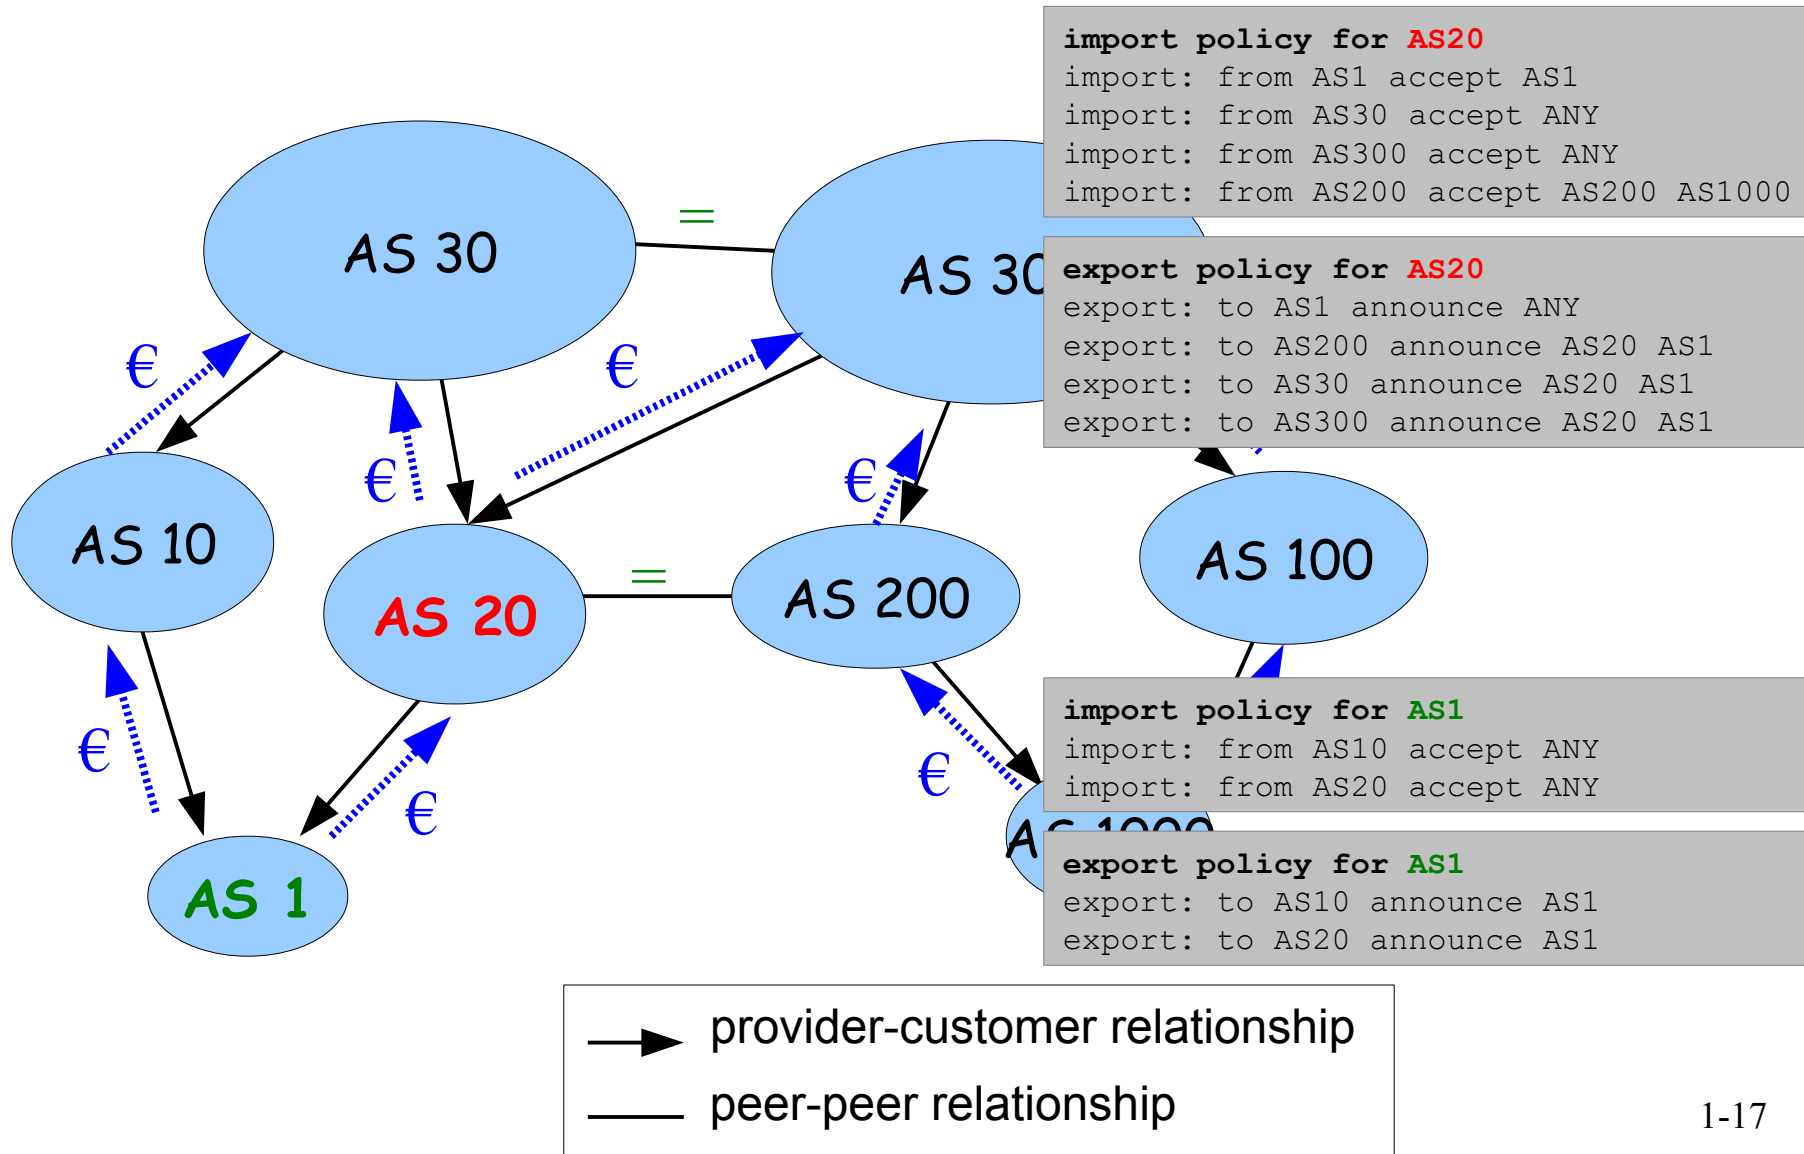 import policy for AS20
import: from AS1 accept AS1
import: from AS30 accept ANY
import: from AS300 accept ANY
import: from AS200 accept AS200 AS1000
export policy for AS20
export: to AS1 announce ANY
export: to AS200 announce AS20 AS1
export: to AS30 announce AS20 AS1
export: to AS300 announce AS20 AS1
=
AS 30
AS 30
€
€
€
€
AS 10
AS 20
=
AS 200
AS 100
€
€
€
AS 1
AS 1000
import policy for AS1
import: from AS10 accept ANY
import: from AS20 accept ANY
export policy for AS1
export: to AS10 announce AS1
export: to AS20 announce AS1
provider-customer relationship
peer-peer relationship
1-17